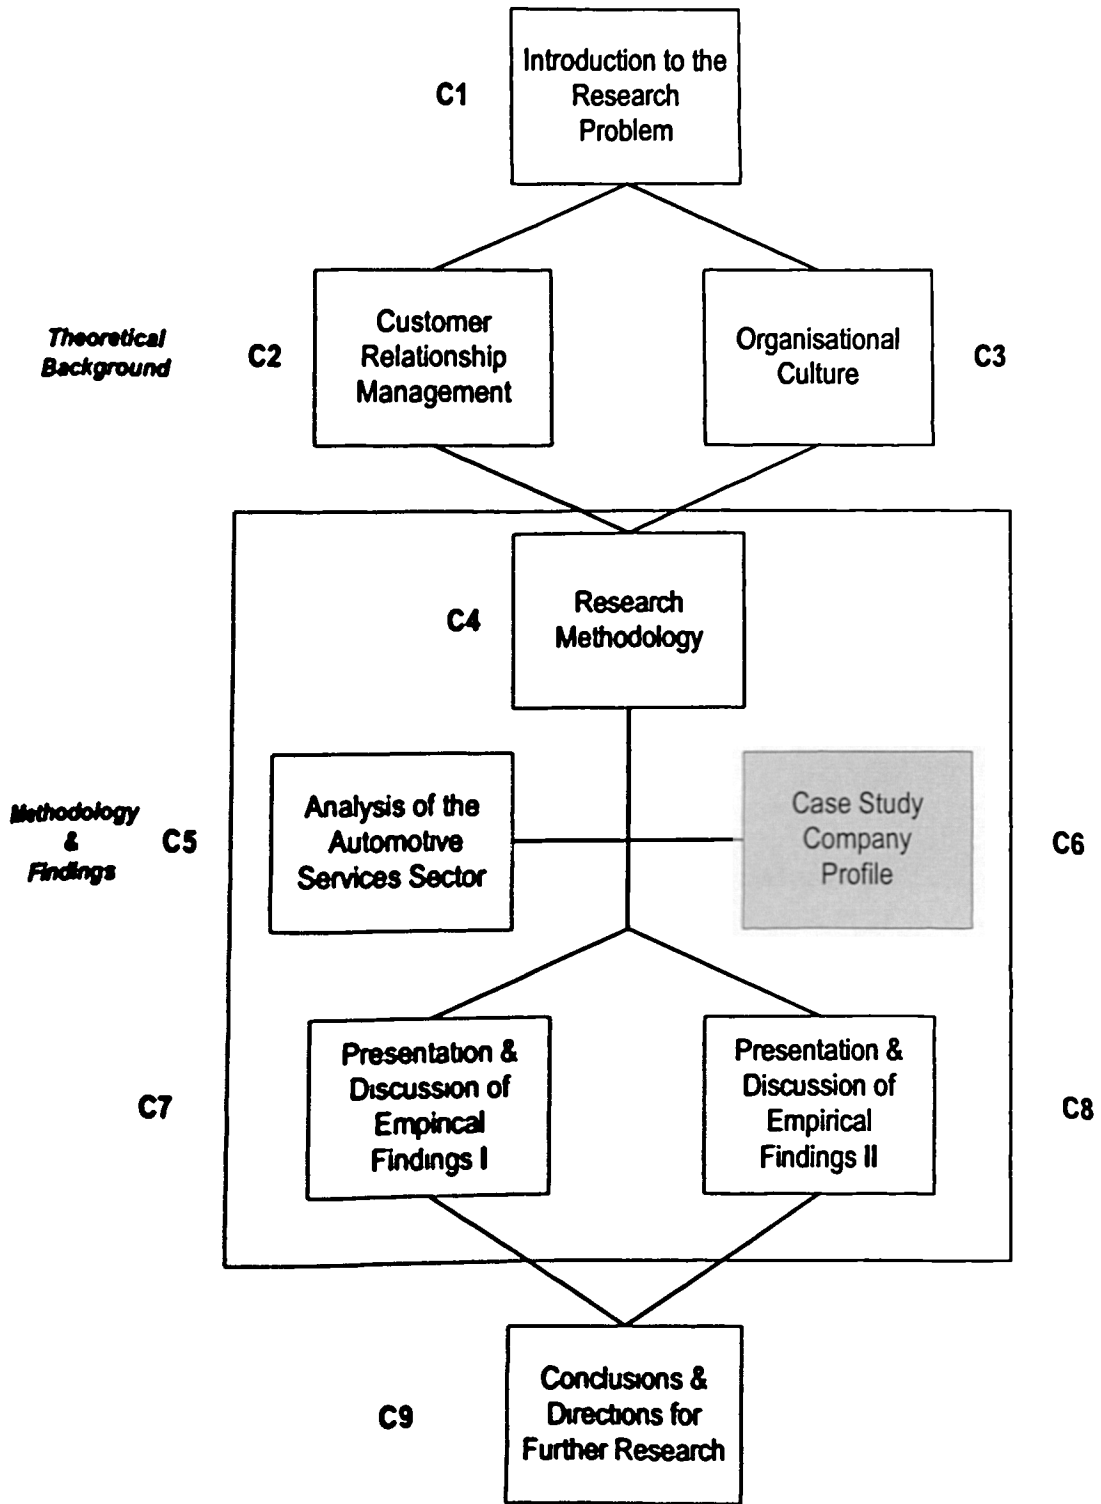 C1
Introduction to the
Research
Problem
Theoretical
Background
C2
Customer
Relationship
Management
Organisational
Culture
C3
C4
Research
Methodology
Methodology
&
Findings
C5
Analysis of the
Automotive
Services Sector
Case Study
Company
Profile
C6
C7
Presentation &
Discussion of
Empirical
Findings I
Presentation &
Discussion of
Empirical
Findings II
C8
C9
Conclusions &
Directions for
Further Research